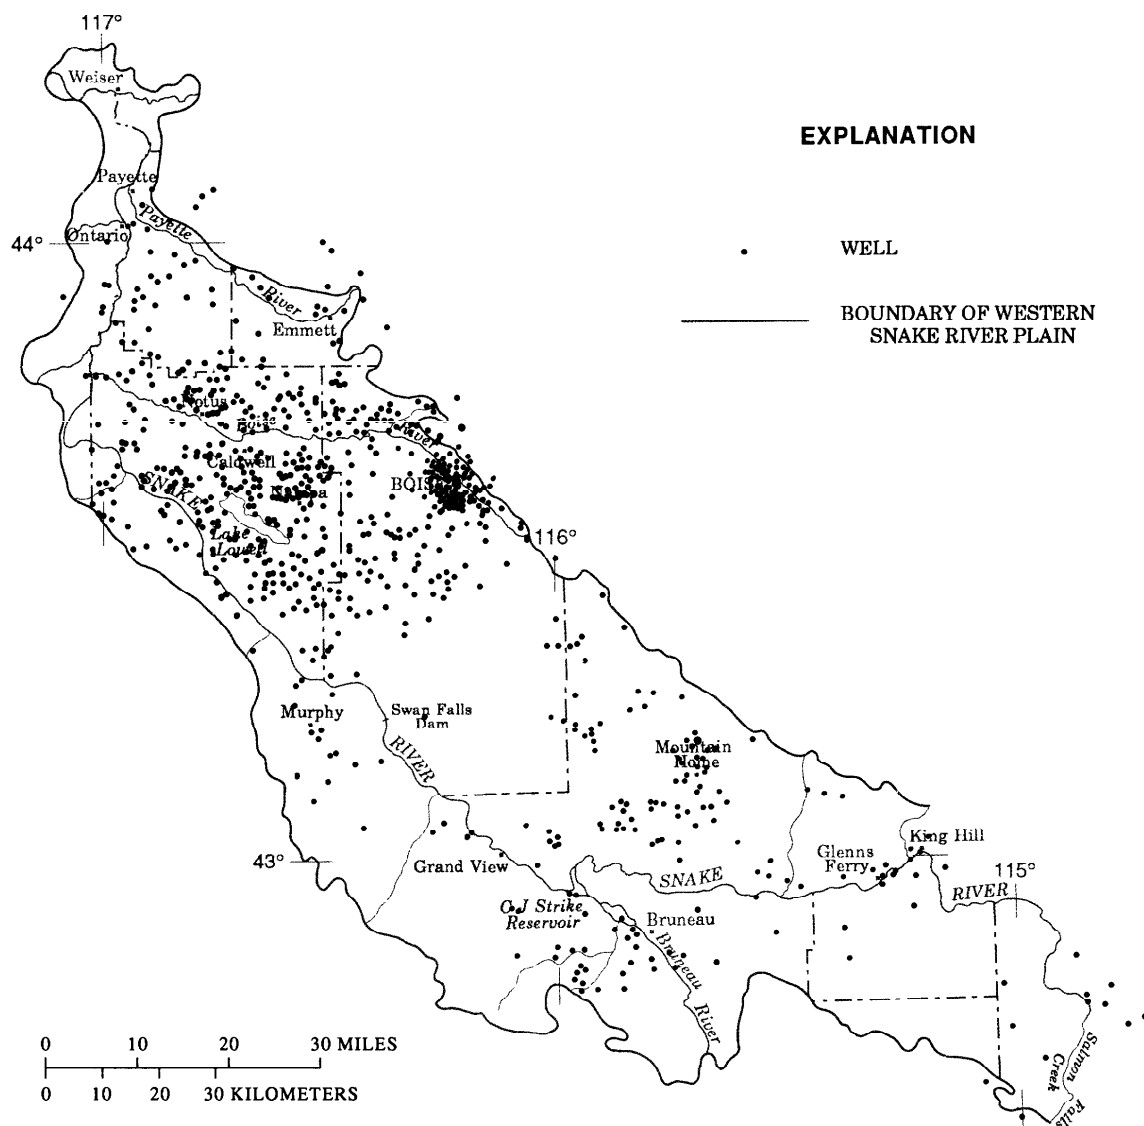 117°
Weiser
EXPLANATION
Payette
Payette
Ontario
44°
WELL
River
BOUNDARY OF WESTERN
SNAKE RIVER PLAIN
Emmett
Notus
Boise
River
Caldwell
SNAKE
Nampa
BOISE
Lake
Lowell
116°
Murphy
Swan Falls
Dam
RIVER
Mountain
Home
King Hill
43°
Grand View
Glenns
Ferry
SNAKE
RIVER
115°
C J Strike
Reservoir
Bruneau
Bruneau
River
Salmon
Falls
Creek
0 10 20 30 MILES
0 10 20 30 KILOMETERS